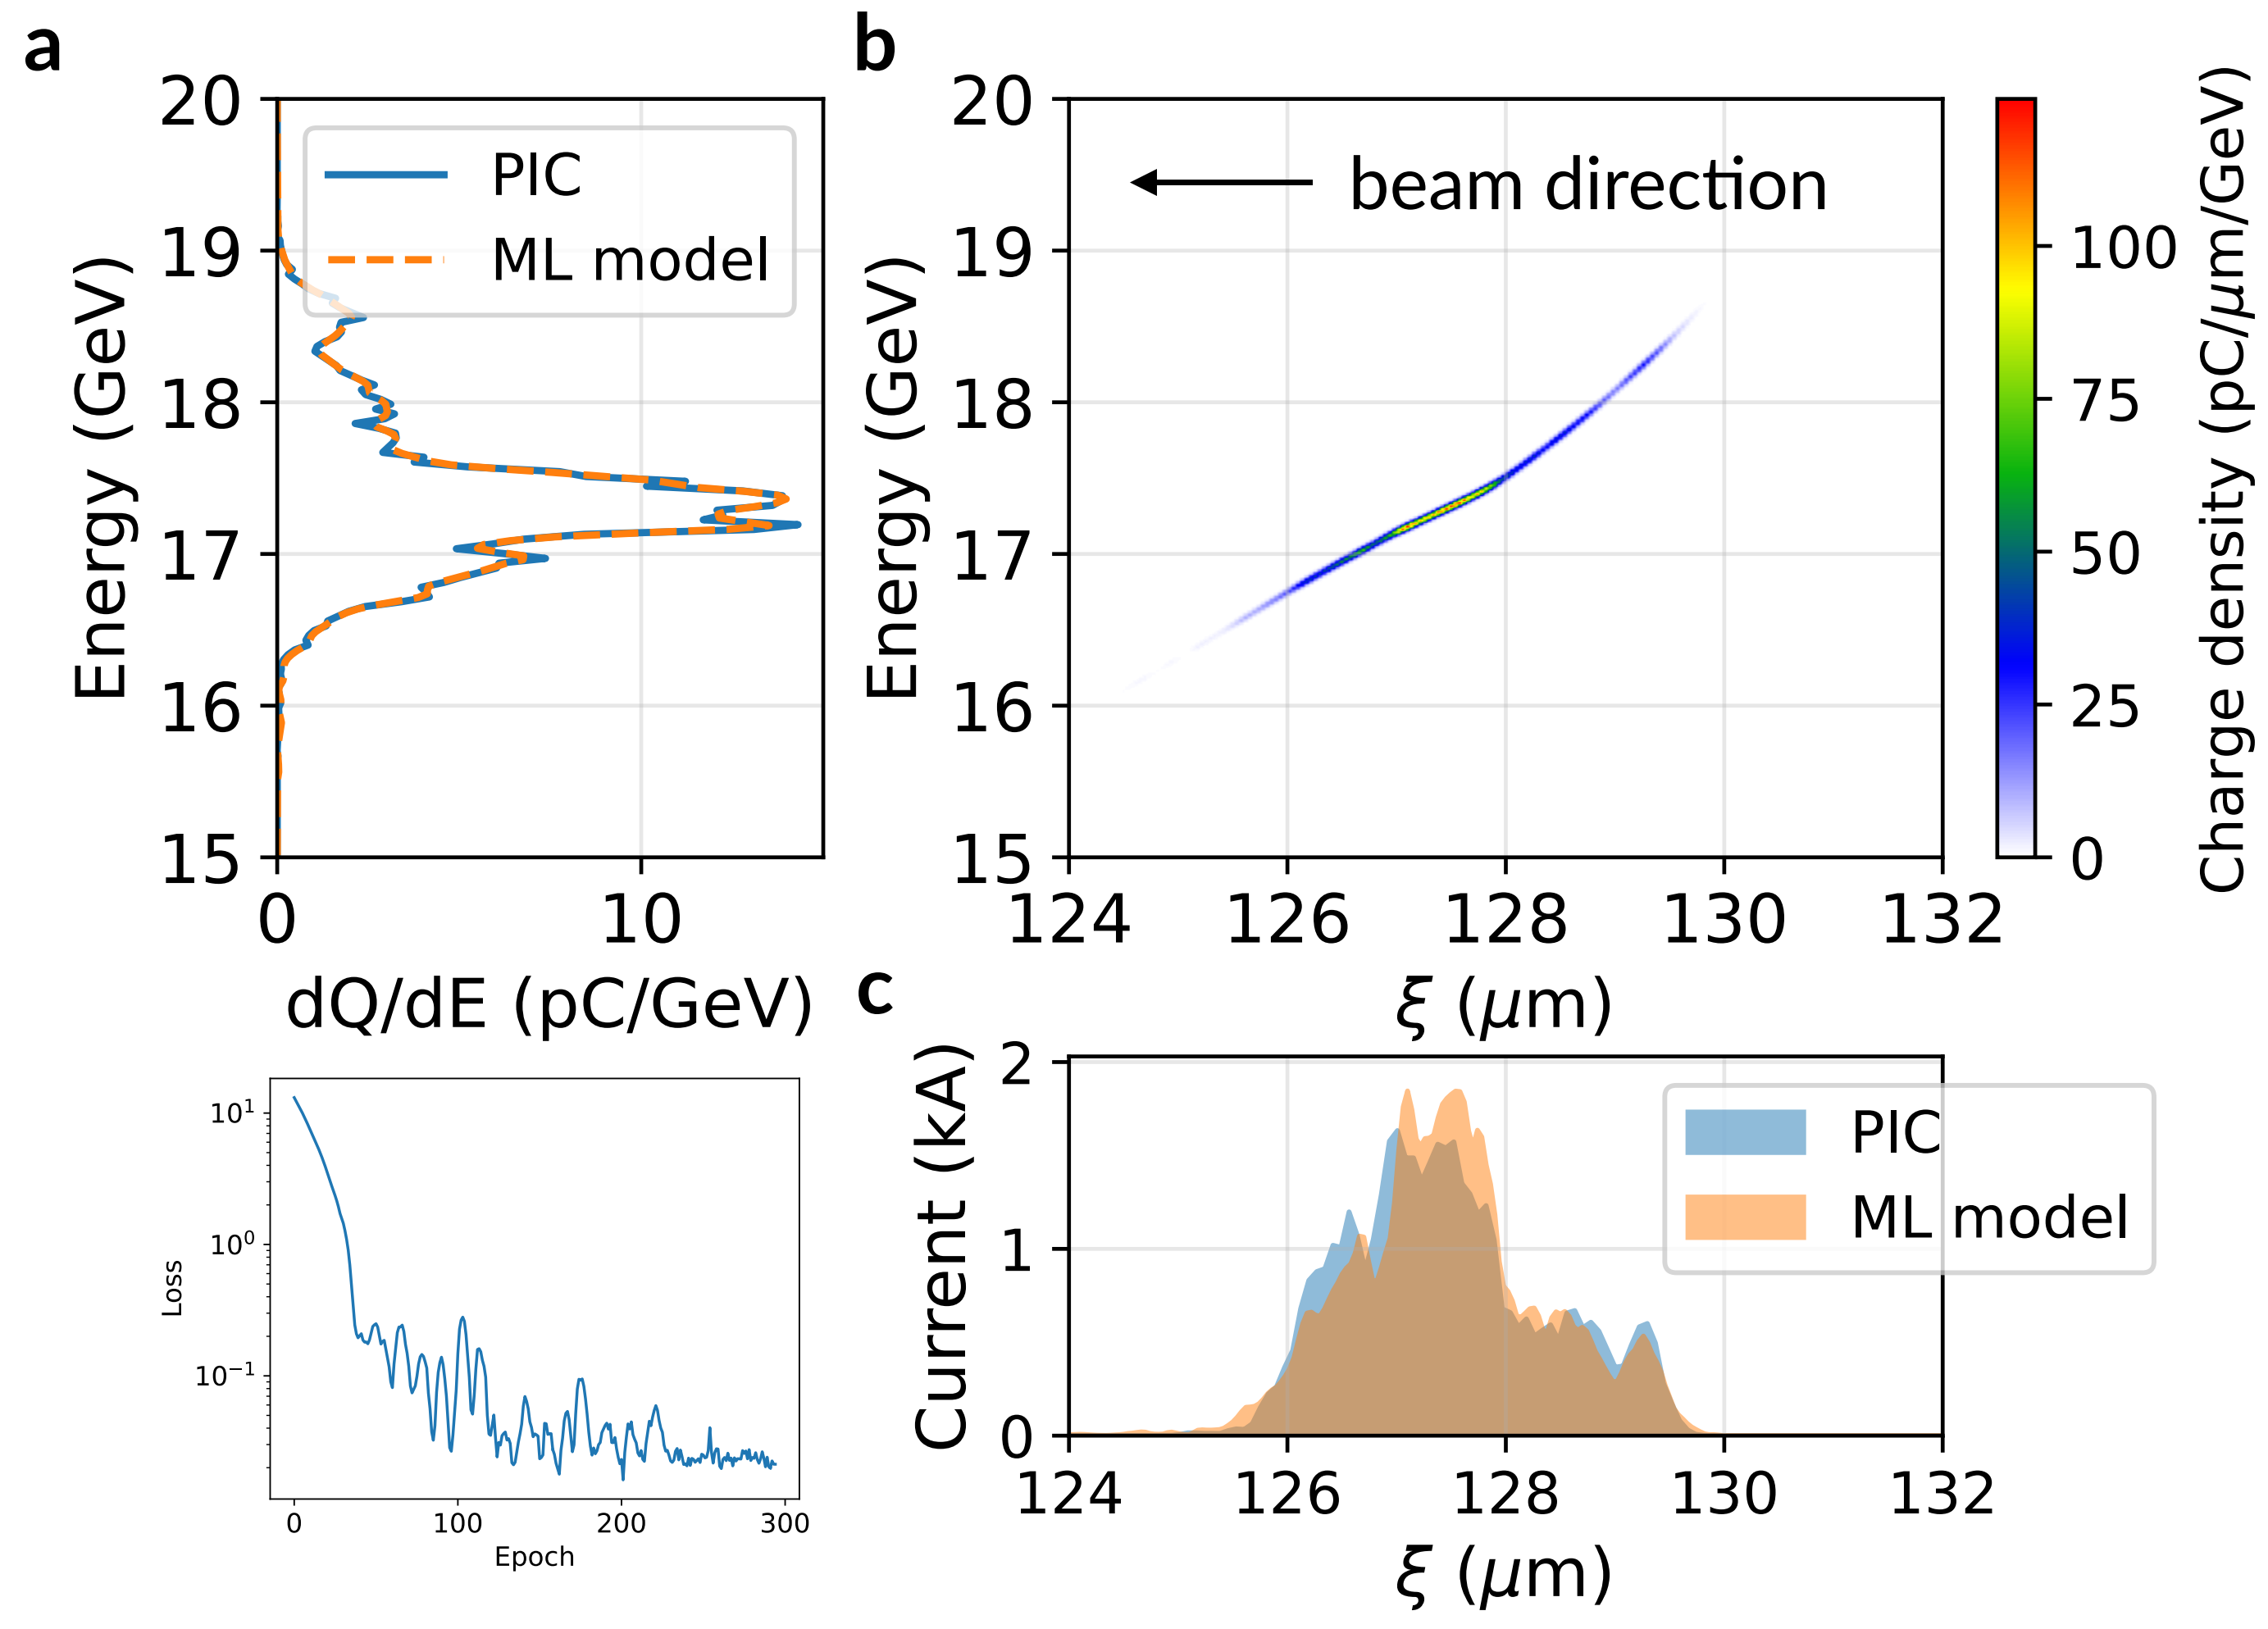 a
20
19
18
17
16
15
Energy (GeV)
PIC
ML model
0
10
dQ/dE (pC/GeV)
b
20
19
18
17
16
15
Energy (GeV)
beam direction
124
126
128
130
132
ξ (μm)
100
75
50
25
0
Charge density (pC/μm/GeV)
10¹
10⁰
10⁻¹
Loss
0
100
200
300
Epoch
c
2
1
0
Current (kA)
PIC
ML model
124
126
128
130
132
ξ (μm)